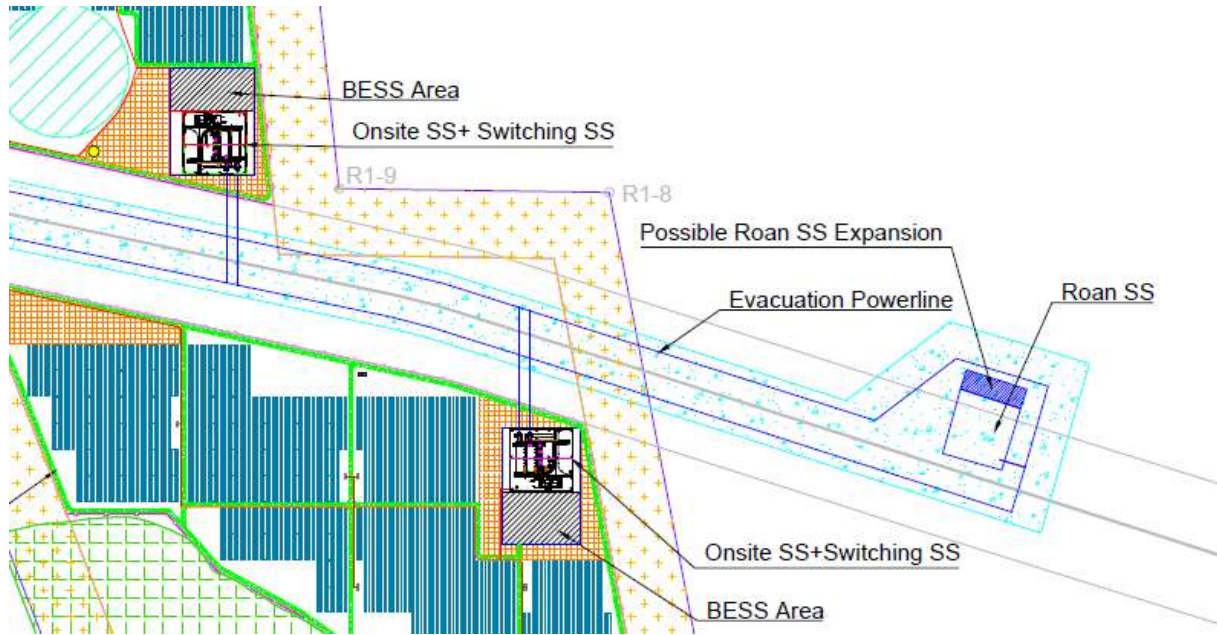 BESS Area
Onsite SS+ Switching SS
R1-9
R1-8
Possible Roan SS Expansion
Evacuation Powerline
Roan SS
Onsite SS+Switching SS
BESS Area